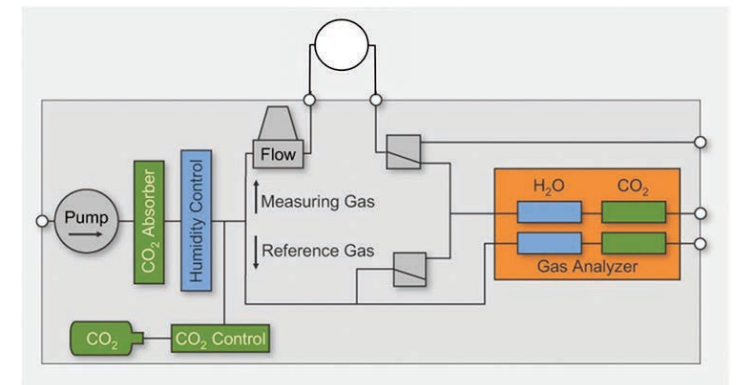 Flow
Pump
CO₂ Absorber
Humidity Control
Measuring Gas
Reference Gas
H₂O
CO₂
Gas Analyzer
CO₂
CO₂ Control